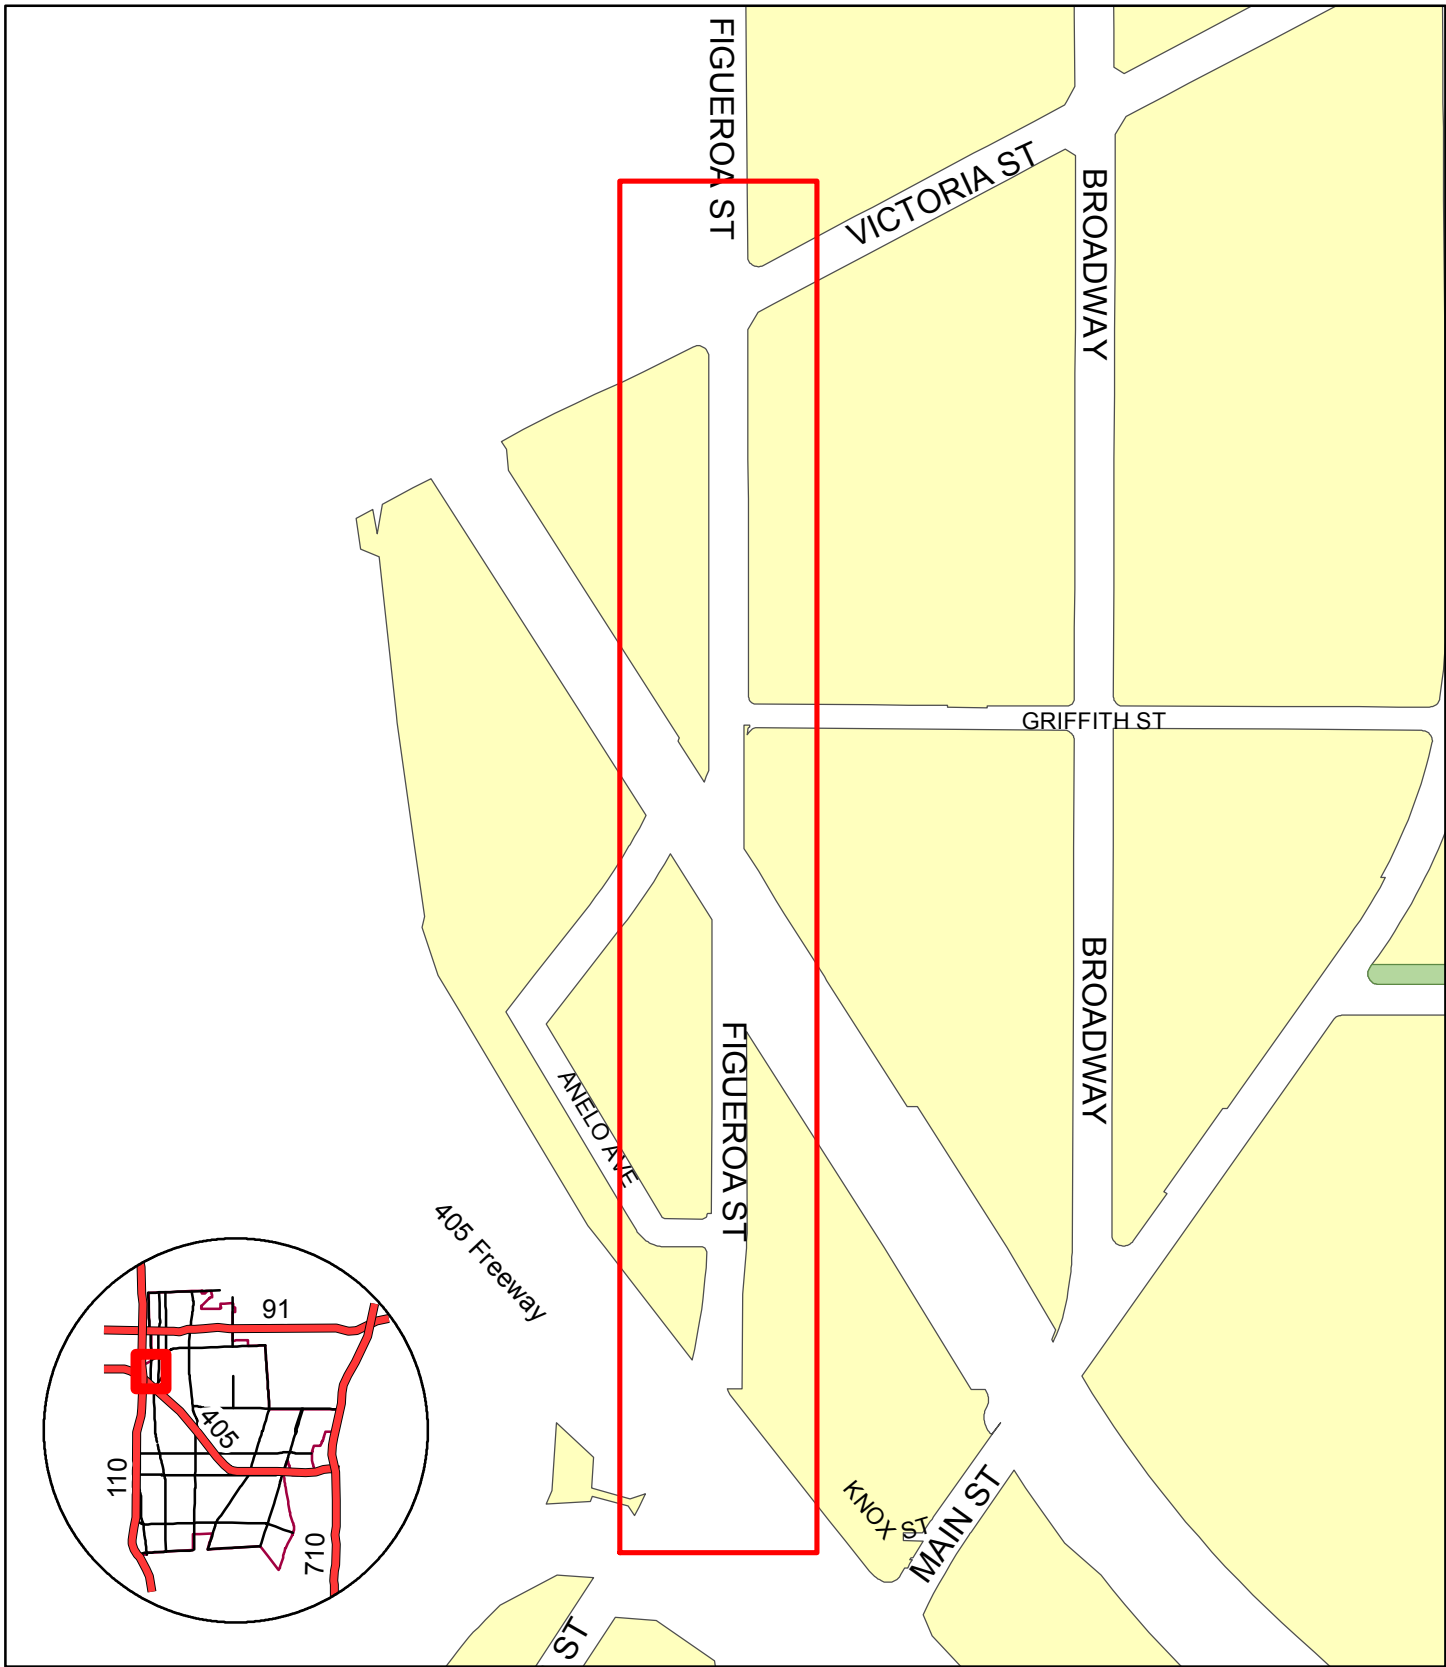 FIGUEROA ST
VICTORIA ST
BROADWAY
GRIFFITH ST
BROADWAY
FIGUEROA ST
ANELO AVE
405 Freeway
91
405
110
710
KNOX ST
MAIN ST
ST